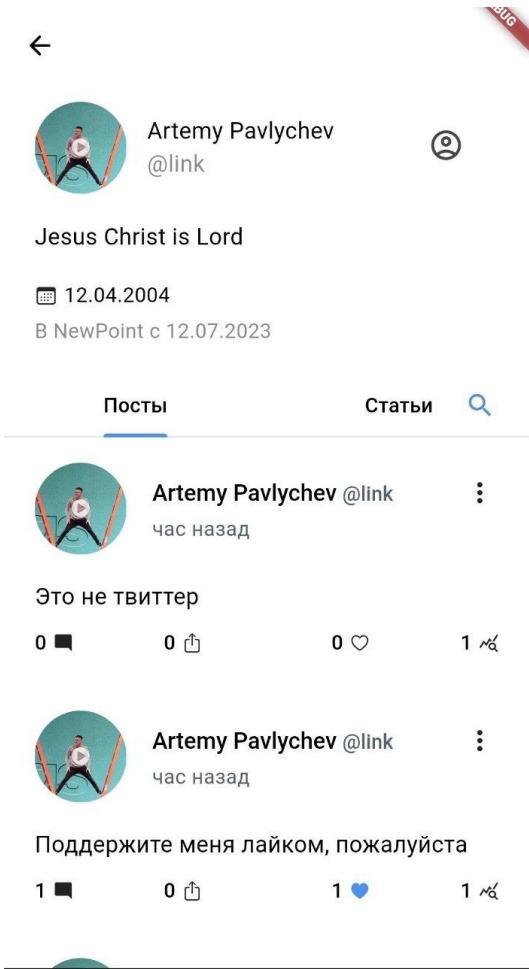 Artemy Pavlychev
@link
Jesus Christ is Lord
12.04.2004
В NewPoint с 12.07.2023
Посты Статьи
Artemy Pavlychev @link
час назад
Это не твиттер
0 0 0 1
Artemy Pavlychev @link
час назад
Поддержите меня лайком, пожалуйста
1 0 1 1